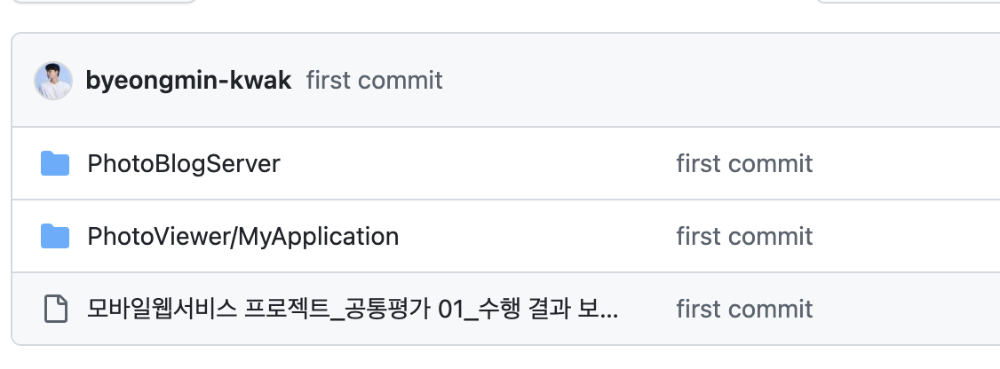 byeongmin-kwak first commit
PhotoBlogServer first commit
PhotoViewer/MyApplication first commit
모바일웹서비스 프로젝트_공통평가 01_수행 결과 보... first commit